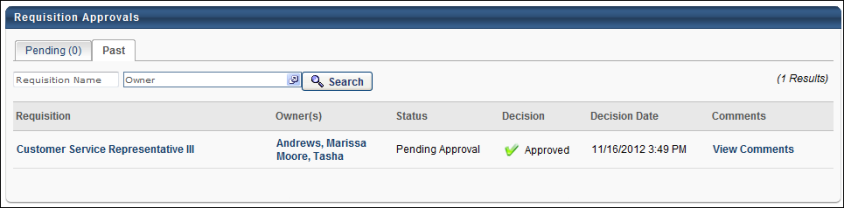 Requisition Approvals
Pending (0) Past
Requisition Name Owner Search (1 Results)
Requisition Owner(s) Status Decision Decision Date Comments
Customer Service Representative III Andrews, Marissa Pending Approval Approved 11/16/2012 3:49 PM View Comments
Moore, Tasha